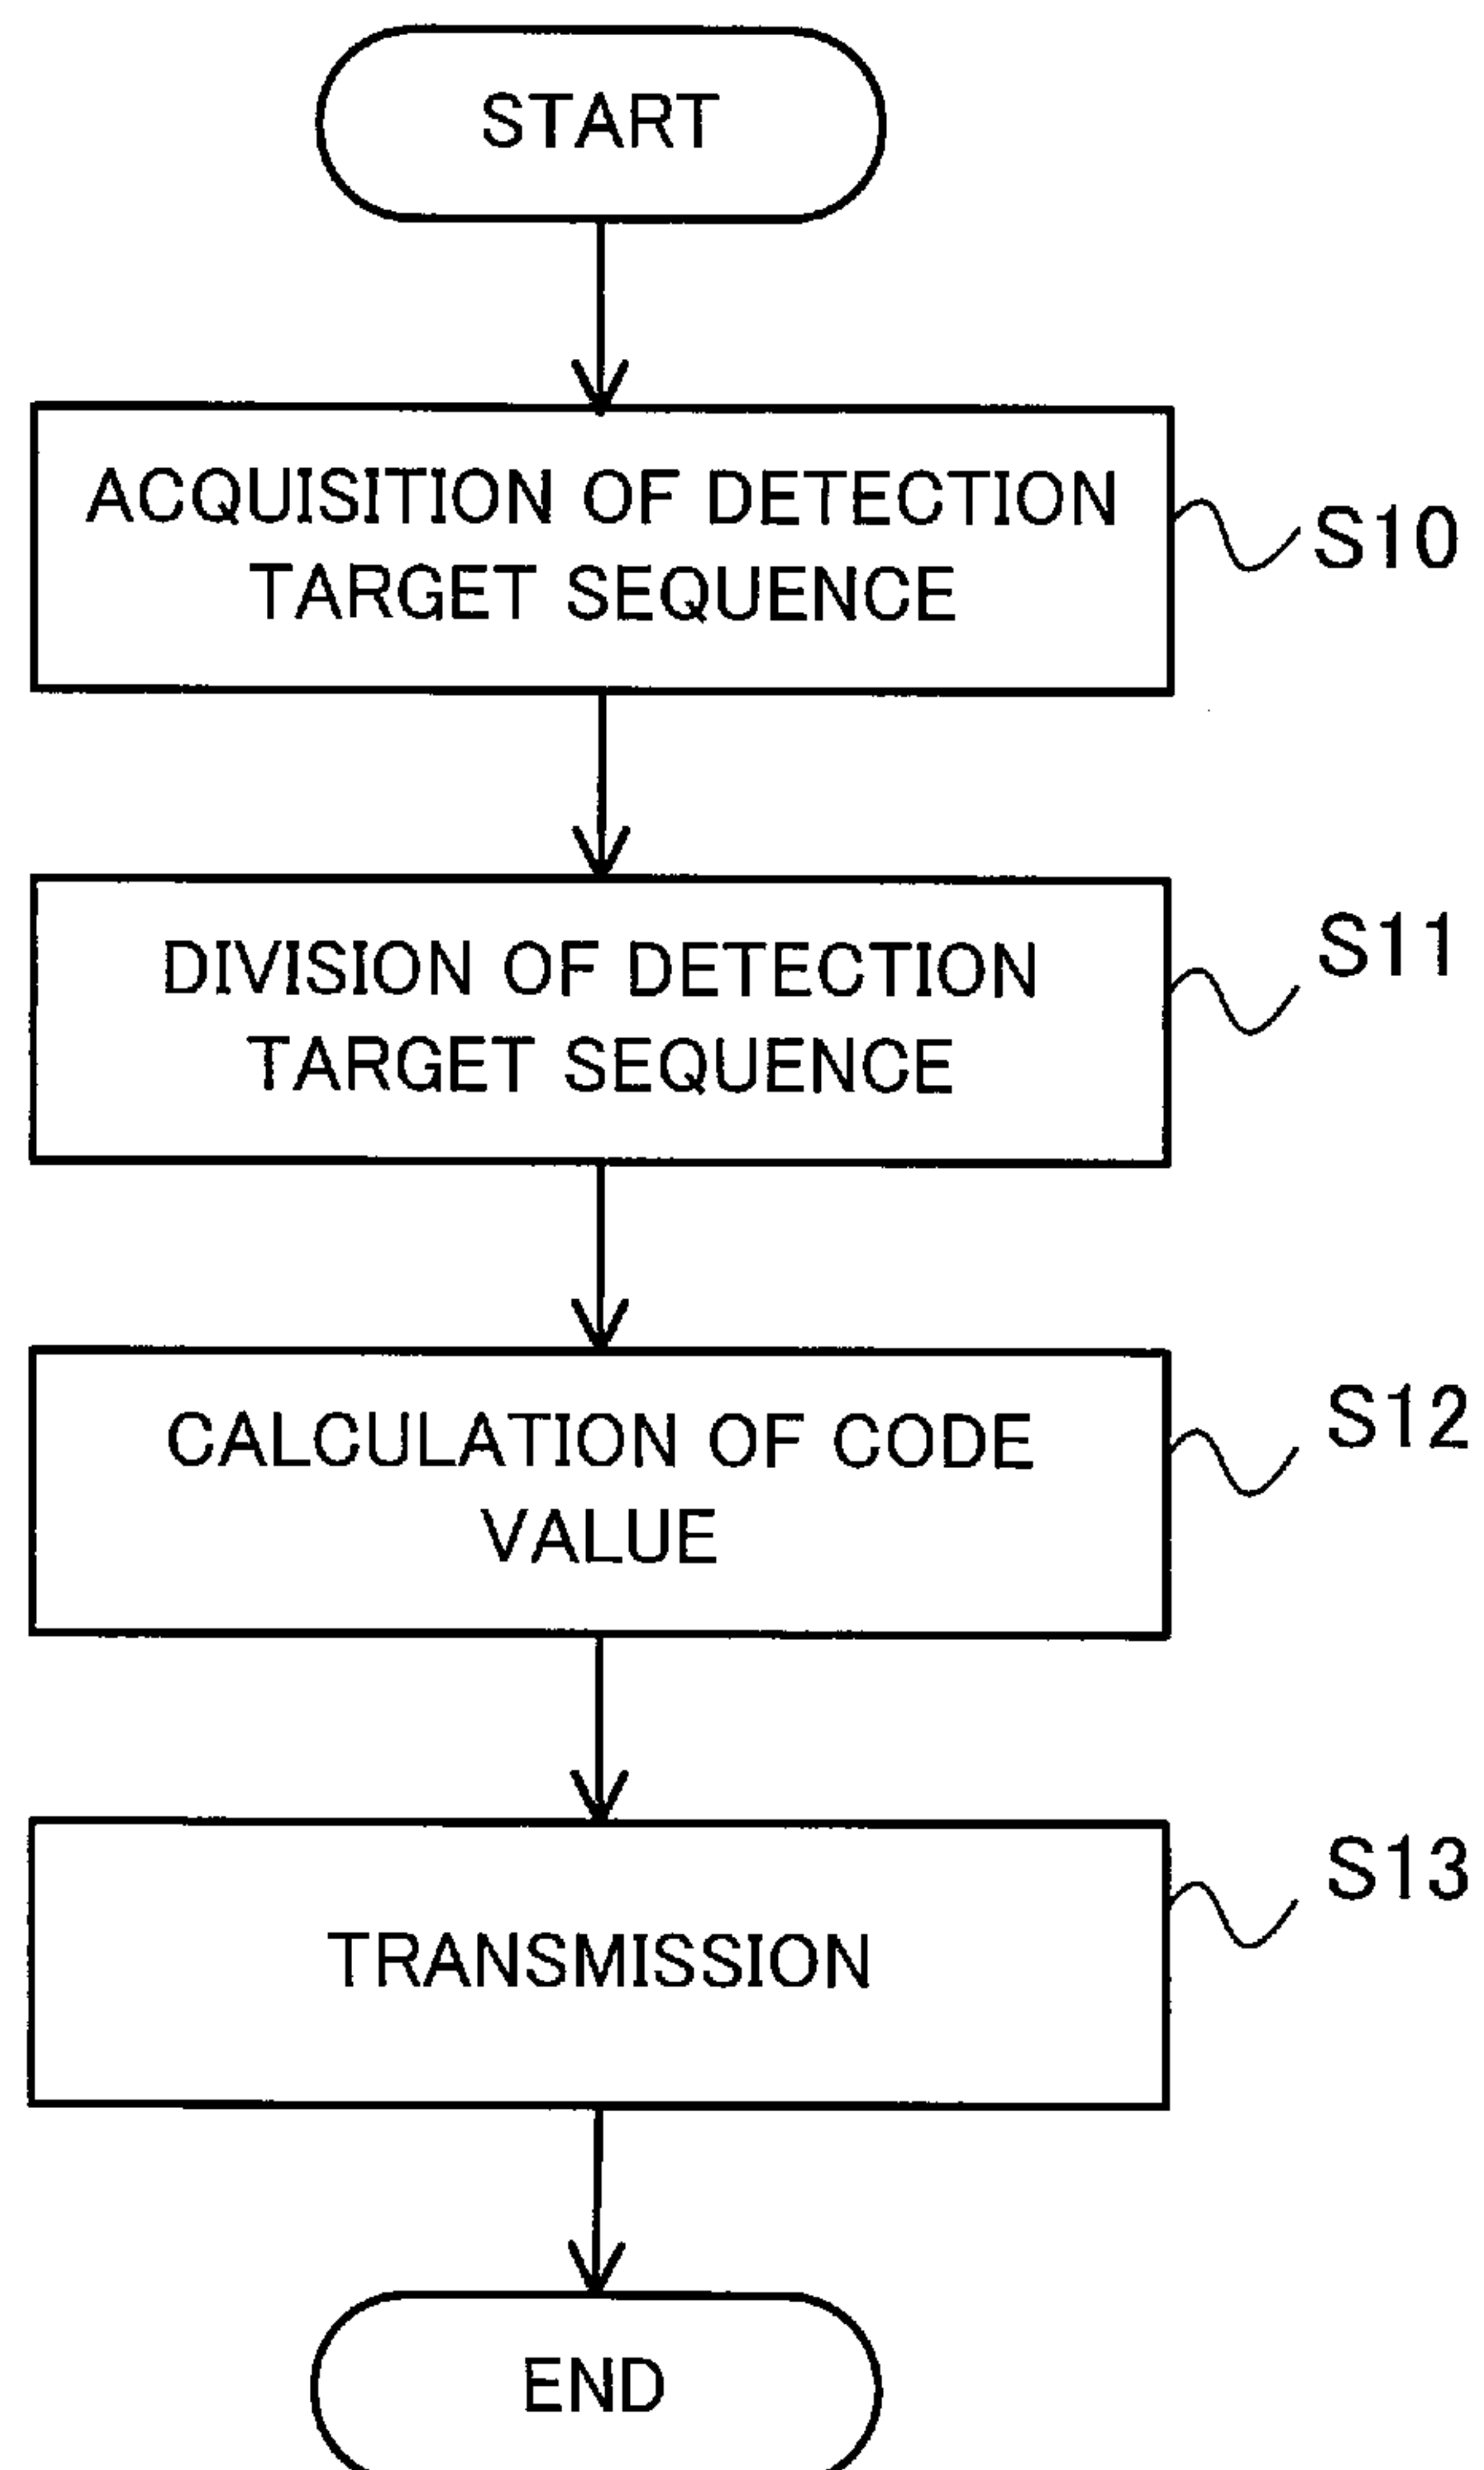 START
ACQUISITION OF DETECTION
TARGET SEQUENCE
S10
DIVISION OF DETECTION
TARGET SEQUENCE
S11
CALCULATION OF CODE
VALUE
S12
TRANSMISSION
S13
END